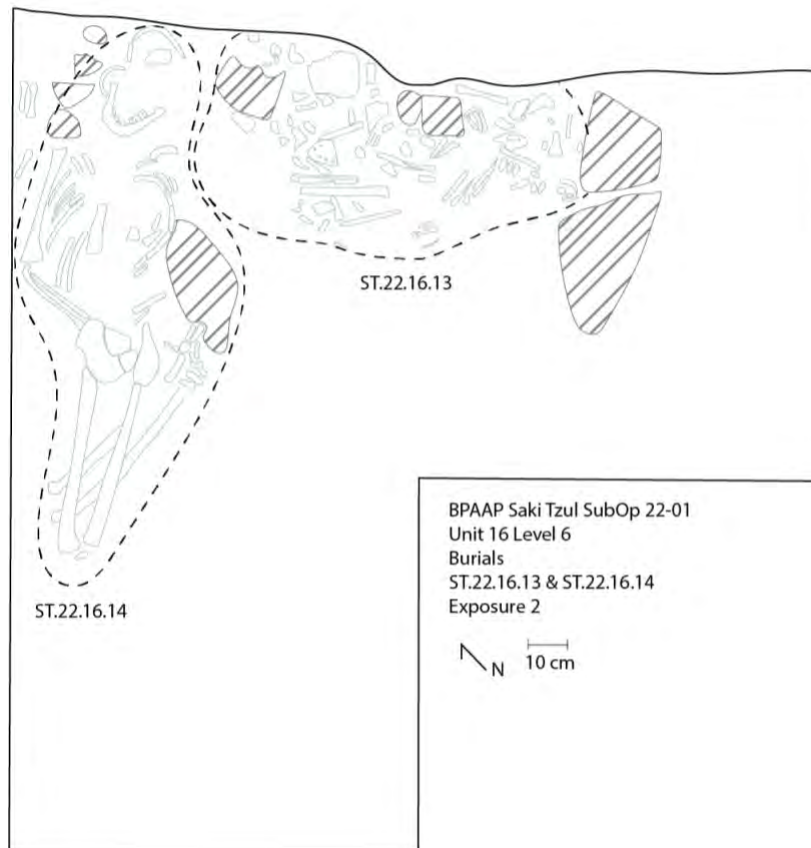 ST.22.16.13
ST.22.16.14
BPAAP Saki Tzul SubOp 22-01
Unit 16 Level 6
Burials
ST.22.16.13 & ST.22.16.14
Exposure 2
N
10 cm